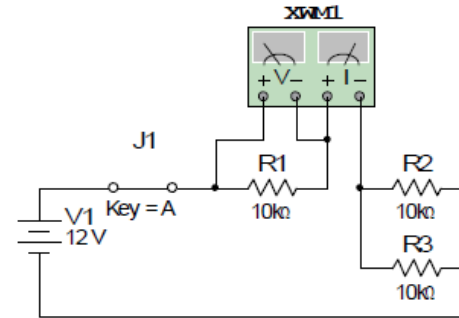 XWM1
+ V − + I −
J1
Key = A
V1
12 V
R1
10kΩ
R2
10kΩ
R3
10kΩ